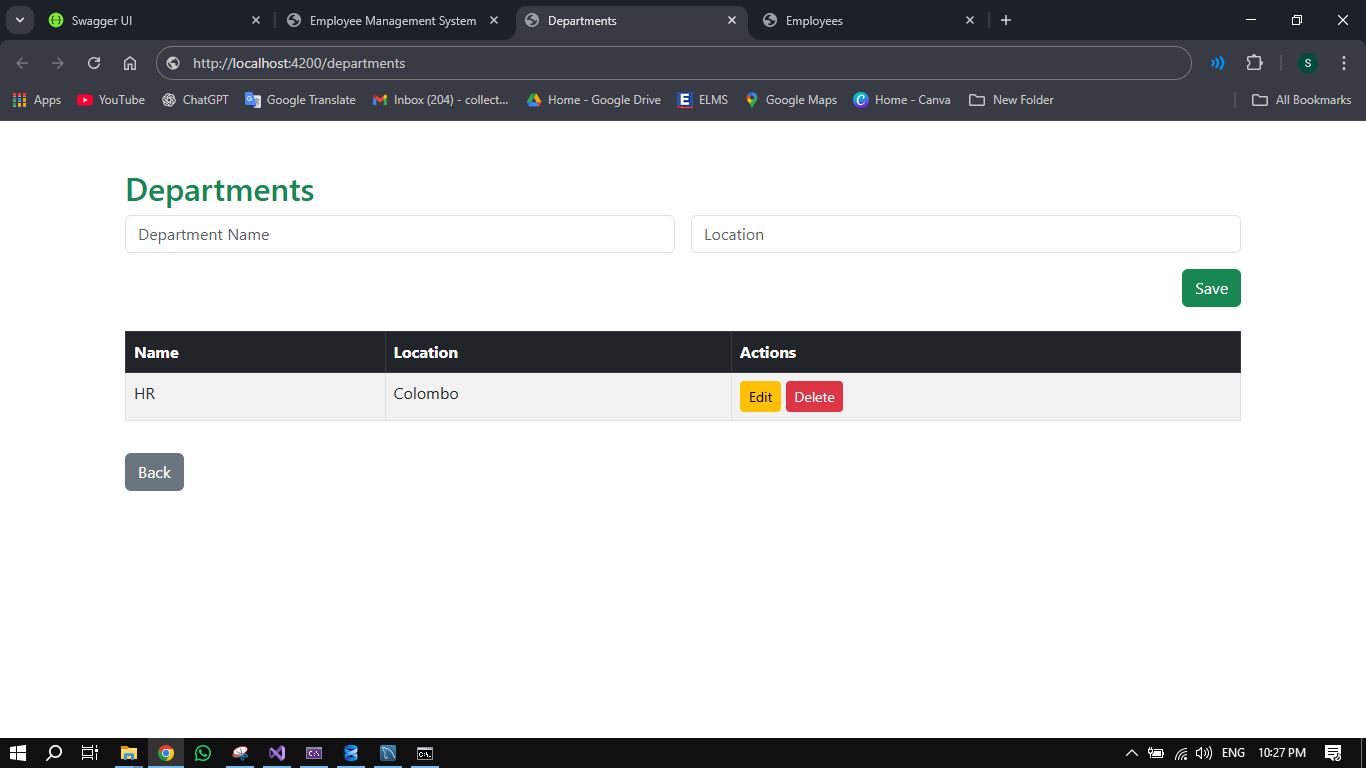 Swagger UI
Employee Management System
Departments
Employees
http://localhost:4200/departments
S
Apps
YouTube
ChatGPT
Google Translate
Inbox (204) - collect...
Home - Google Drive
ELMS
Google Maps
Home - Canva
New Folder
All Bookmarks
Departments
Department Name
Location
Save
Name Location Actions
HR Colombo Edit Delete
Back
ENG 10:27 PM